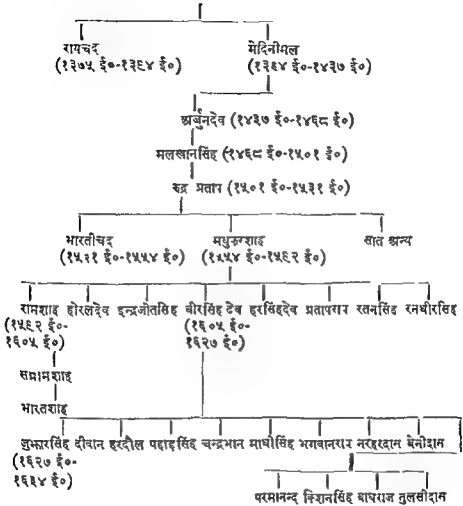 रायचद मेदिनीमल
(१३७५ ई०-१३९४ ई०) (१३९४ ई०-१४३७ ई०)
अर्जुनदेव (१४३७ ई०-१४६८ ई०)
मलखानसिंह (१४६८ ई०-१५०१ ई०)
रुद्र प्रताप (१५०१ ई०-१५३१ ई०)
भारतीचद मधुकरशाह सात अन्य
(१५३१ ई०-१५५४ ई०) (१५५४ ई०-१५९२ ई०)
रामशाह होरलदेव इन्द्रजीतसिह वीरसिंह देव हरसिंहदेव प्रतापराव रतनसिंह रनधीरसिह
(१५९२ ई०- (१६०५ ई०-
१६०५ ई०) १६२७ ई०)
सग्रामशाह
भारतशाह
जुझारसिंह दीवान हरदौल पहाड़सिंह चन्द्रभान माधोसिंह भगवानराव नरहरदास बेनीदास
(१६२७ ई०-
१६३४ ई०)
परमानन्द किशनसिंह बाघराज तुलसीदास